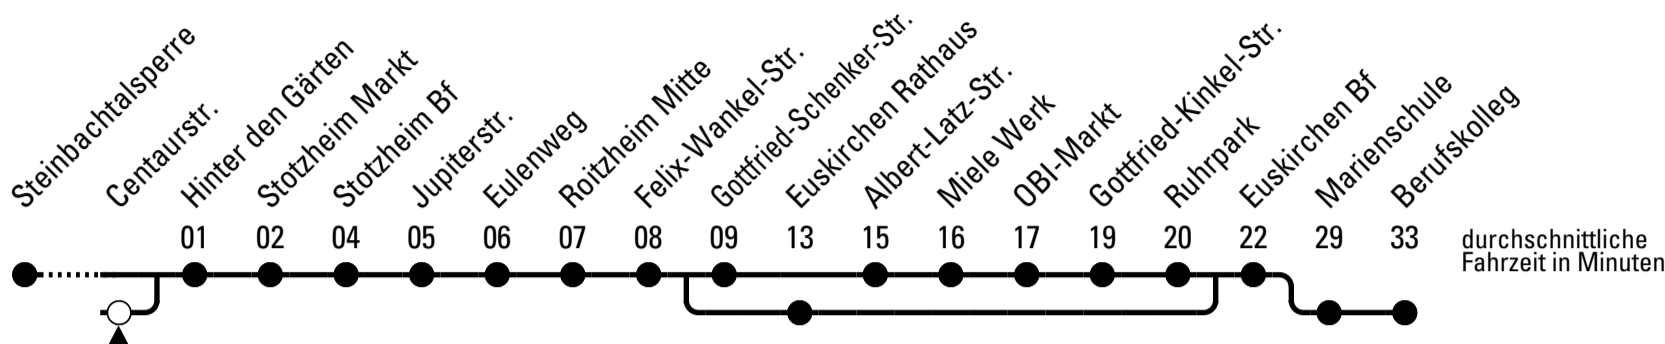 Steinbachtalsperre
Centaurstr.
Hinter den Gärten
Stotzheim Markt
Stotzheim Bf
Jupiterstr.
Eulenweg
Roitzheim Mitte
Felix-Wankel-Str.
Gottfried-Schenker-Str.
Euskirchen Rathaus
Albert-Latz-Str.
Miele Werk
OBI-Markt
Gottfried-Kinkel-Str.
Ruhrpark
Euskirchen Bf
Marienschule
Berufskolleg
01 02 04 05 06 07 08 09 13 15 16 17 19 20 22 29 33
durchschnittliche
Fahrzeit in Minuten